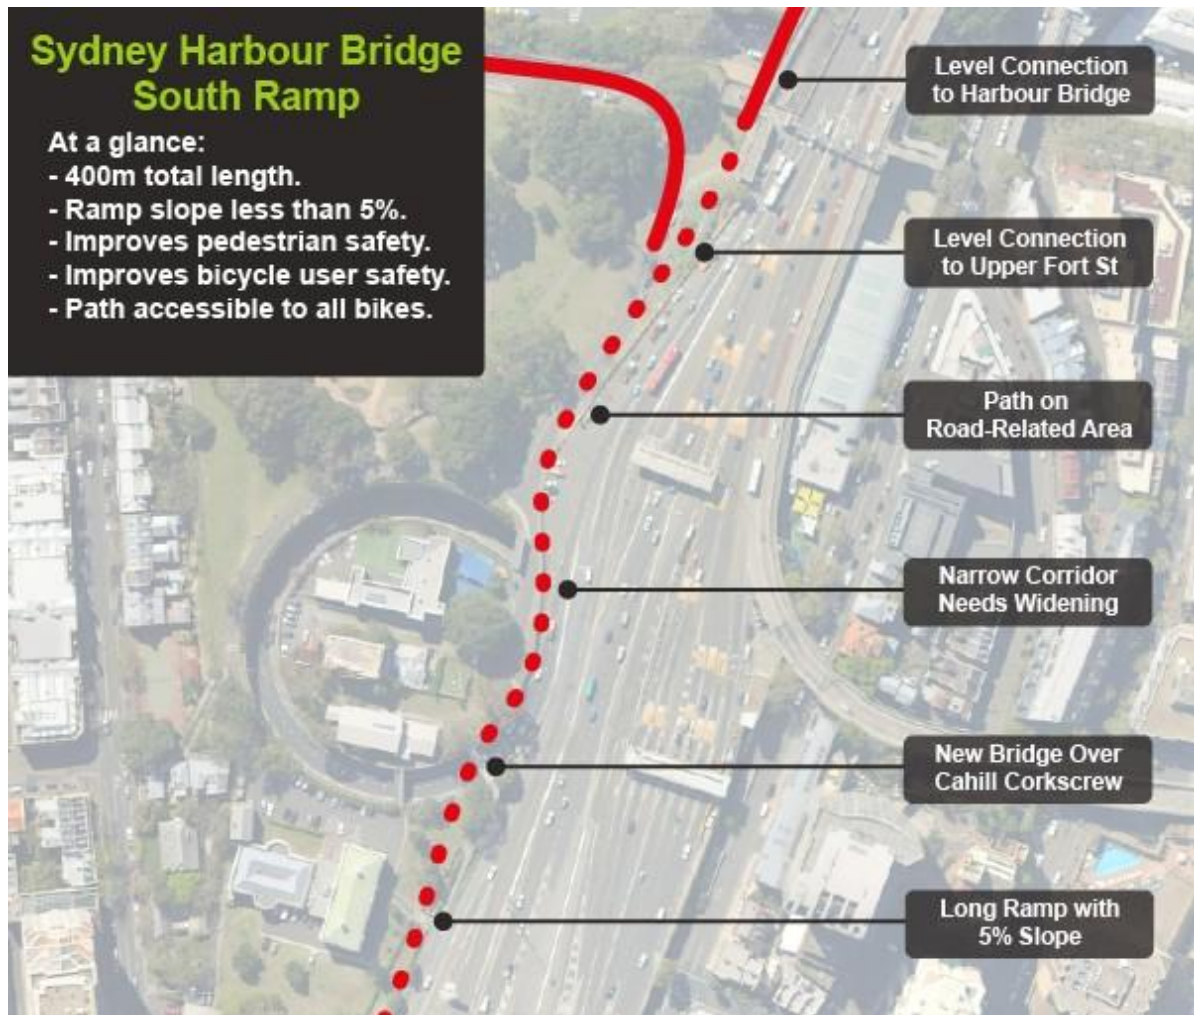 Sydney Harbour Bridge
South Ramp
At a glance:
- 400m total length.
- Ramp slope less than 5%.
- Improves pedestrian safety.
- Improves bicycle user safety.
- Path accessible to all bikes.
Level Connection
to Harbour Bridge
Level Connection
to Upper Fort St
Path on
Road-Related Area
Narrow Corridor
Needs Widening
New Bridge Over
Cahill Corkscrew
Long Ramp with
5% Slope